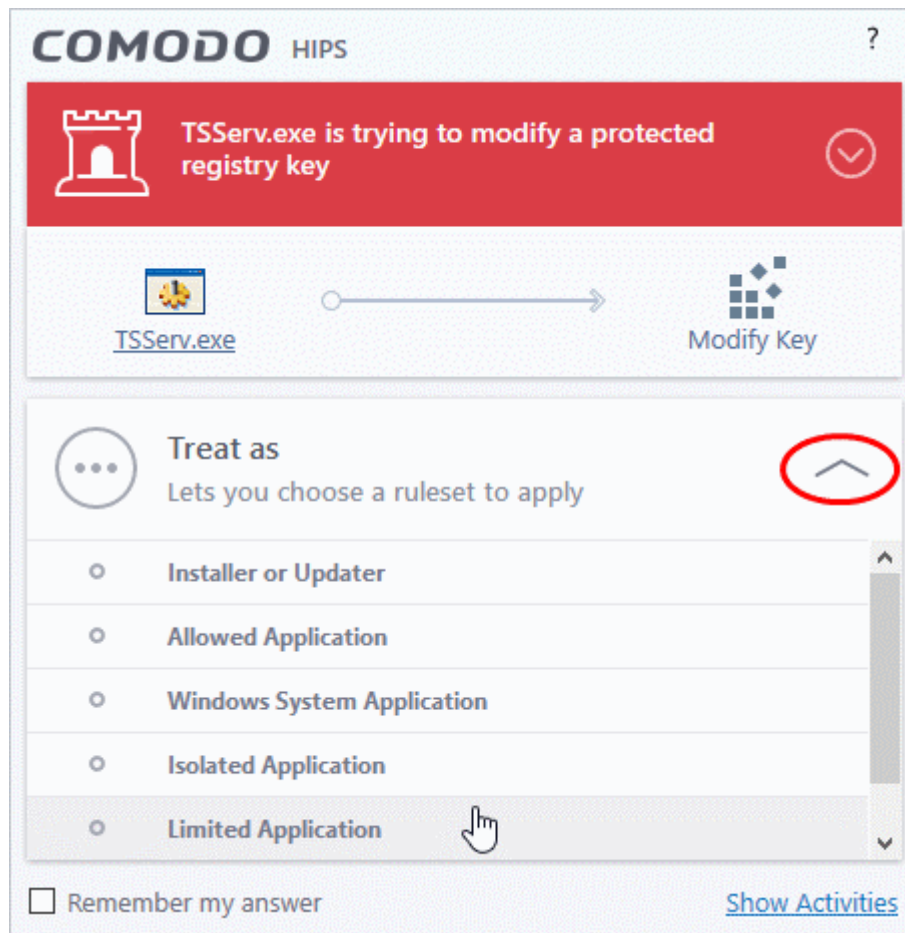 COMODO HIPS ?
TSServ.exe is trying to modify a protected
registry key
TSServ.exe Modify Key
Treat as
Lets you choose a ruleset to apply
Installer or Updater
Allowed Application
Windows System Application
Isolated Application
Limited Application
Remember my answer Show Activities